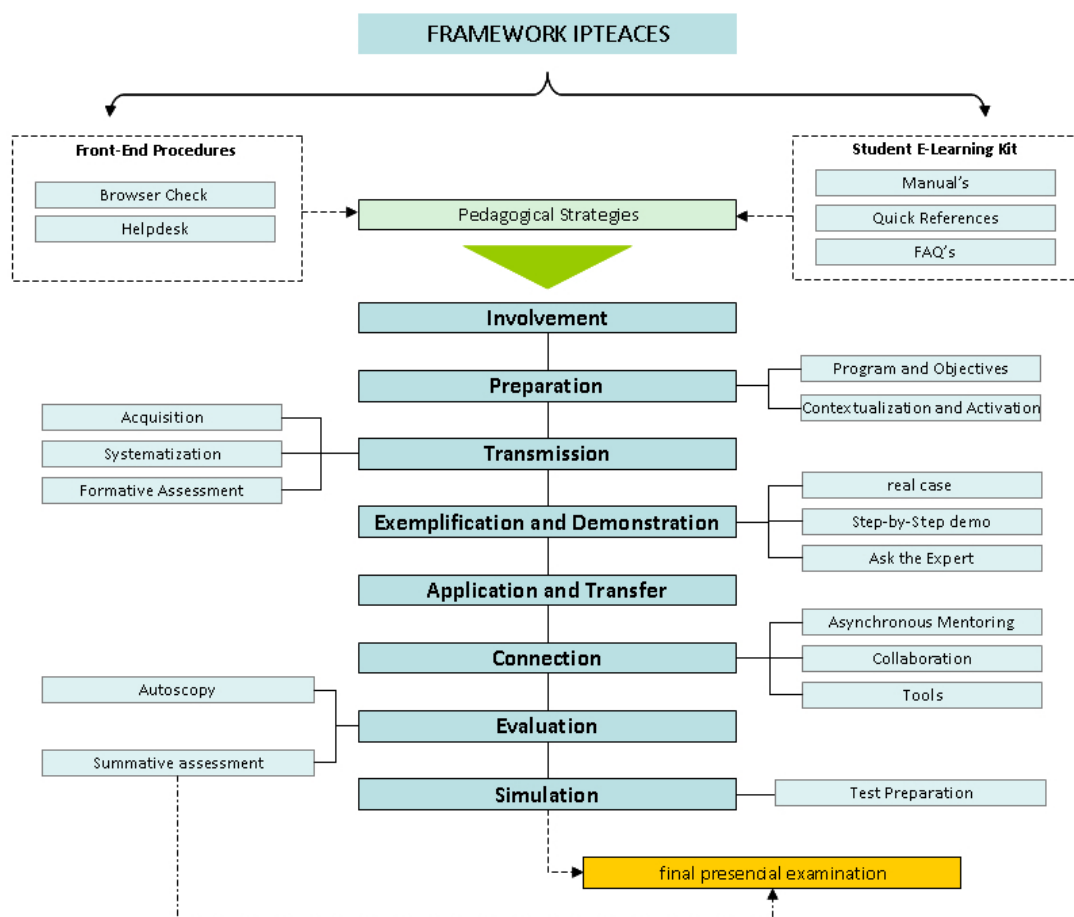 FRAMEWORK IPTEACES
Front-End Procedures
Browser Check
Helpdesk
Student E-Learning Kit
Manual's
Quick References
FAQ's
Pedagogical Strategies
Involvement
Preparation
Program and Objectives
Contextualization and Activation
Acquisition
Systematization
Formative Assessment
Transmission
Exemplification and Demonstration
real case
Step-by-Step demo
Ask the Expert
Application and Transfer
Connection
Asynchronous Mentoring
Collaboration
Tools
Autoscopy
Summative assessment
Evaluation
Simulation
Test Preparation
final presencial examination